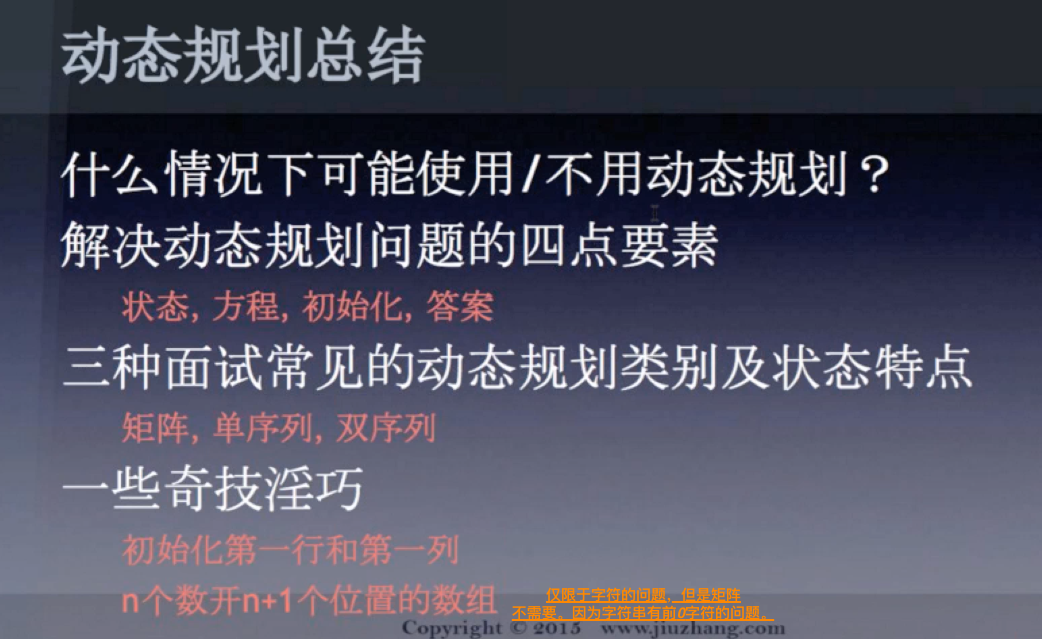 动态规划总结
什么情况下可能使用/不用动态规划？
解决动态规划问题的四点要素
状态, 方程, 初始化, 答案
三种面试常见的动态规划类别及状态特点
矩阵, 单序列, 双序列
一些奇技淫巧
初始化第一行和第一列
n个数开n+1个位置的数组
仅限于字符的问题，但是矩阵
不需要。因为字符串有前0字符的问题。
Copyright © 2015 www.jiuzhang.com